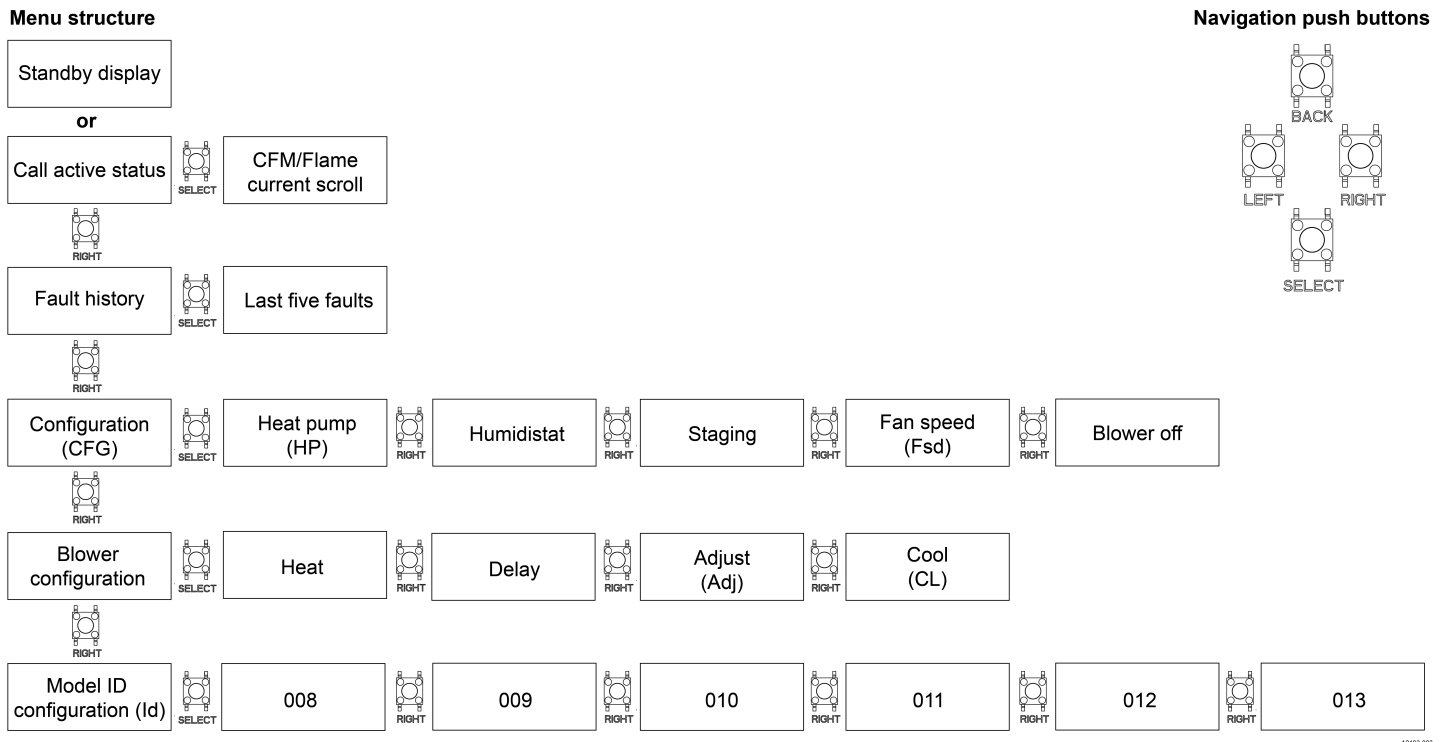 Menu structure
Navigation push buttons
Standby display
or
Call active status
SELECT
CFM/Flame
current scroll
RIGHT
Fault history
SELECT
Last five faults
RIGHT
Configuration
(CFG)
SELECT
Heat pump
(HP)
RIGHT
Humidistat
RIGHT
Staging
RIGHT
Fan speed
(Fsd)
RIGHT
Blower off
RIGHT
Blower
configuration
SELECT
Heat
RIGHT
Delay
RIGHT
Adjust
(Adj)
RIGHT
Cool
(CL)
RIGHT
Model ID
configuration (Id)
SELECT
008
RIGHT
009
RIGHT
010
RIGHT
011
RIGHT
012
RIGHT
013
BACK
LEFT
RIGHT
SELECT